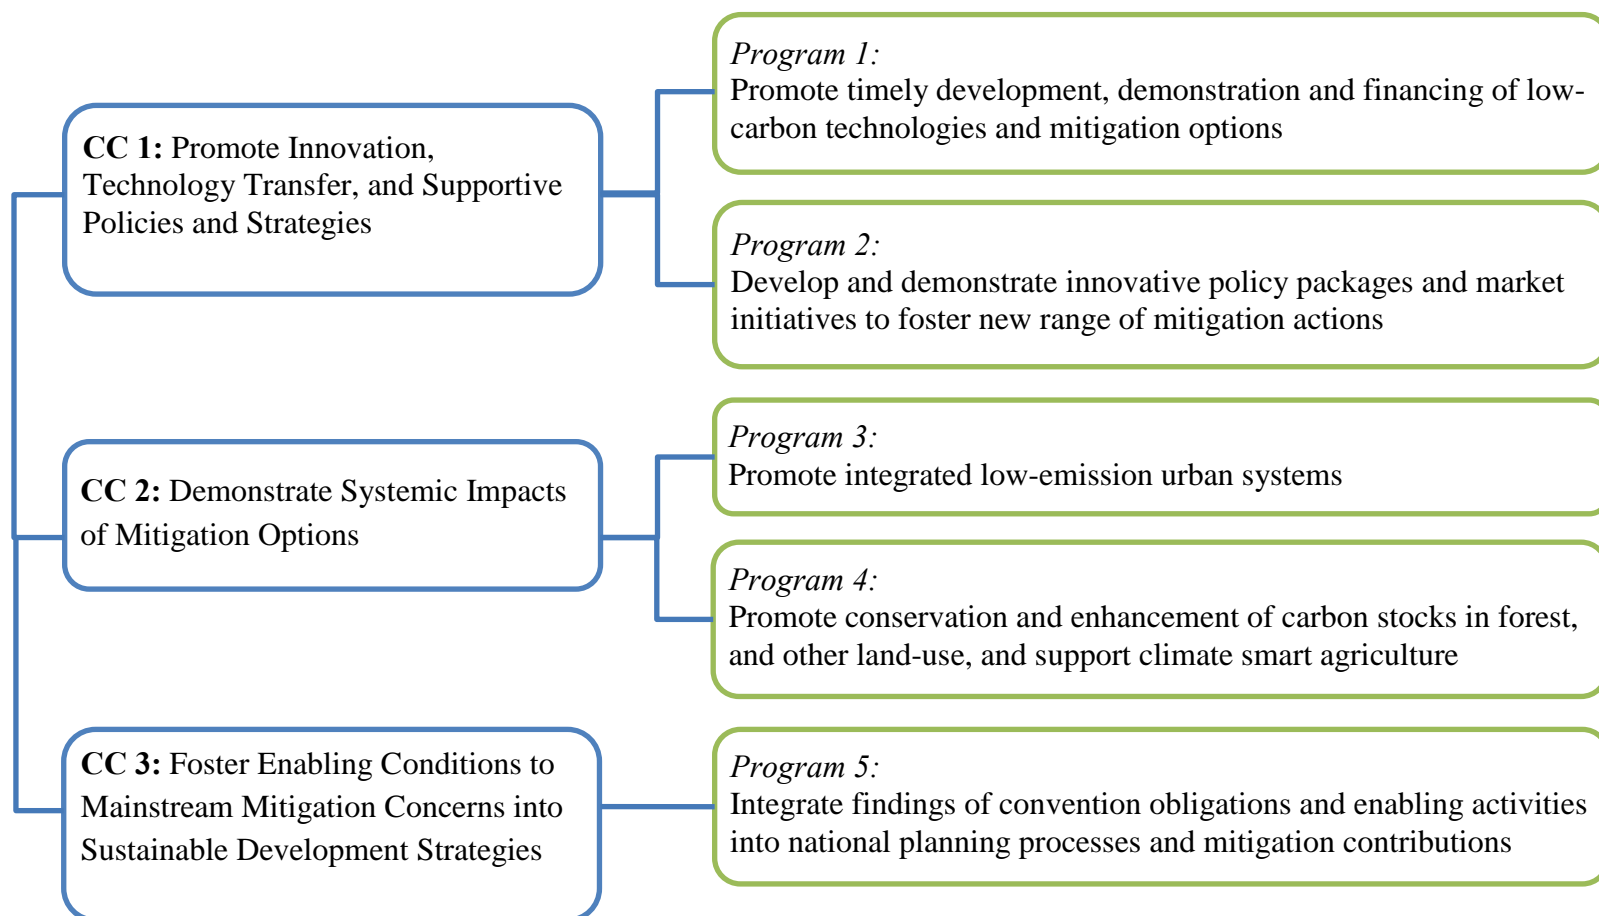 Program 1:
Promote timely development, demonstration and financing of low-
carbon technologies and mitigation options
CC 1: Promote Innovation,
Technology Transfer, and Supportive
Policies and Strategies
Program 2:
Develop and demonstrate innovative policy packages and market
initiatives to foster new range of mitigation actions
Program 3:
Promote integrated low-emission urban systems
CC 2: Demonstrate Systemic Impacts
of Mitigation Options
Program 4:
Promote conservation and enhancement of carbon stocks in forest,
and other land-use, and support climate smart agriculture
CC 3: Foster Enabling Conditions to
Mainstream Mitigation Concerns into
Sustainable Development Strategies
Program 5:
Integrate findings of convention obligations and enabling activities
into national planning processes and mitigation contributions